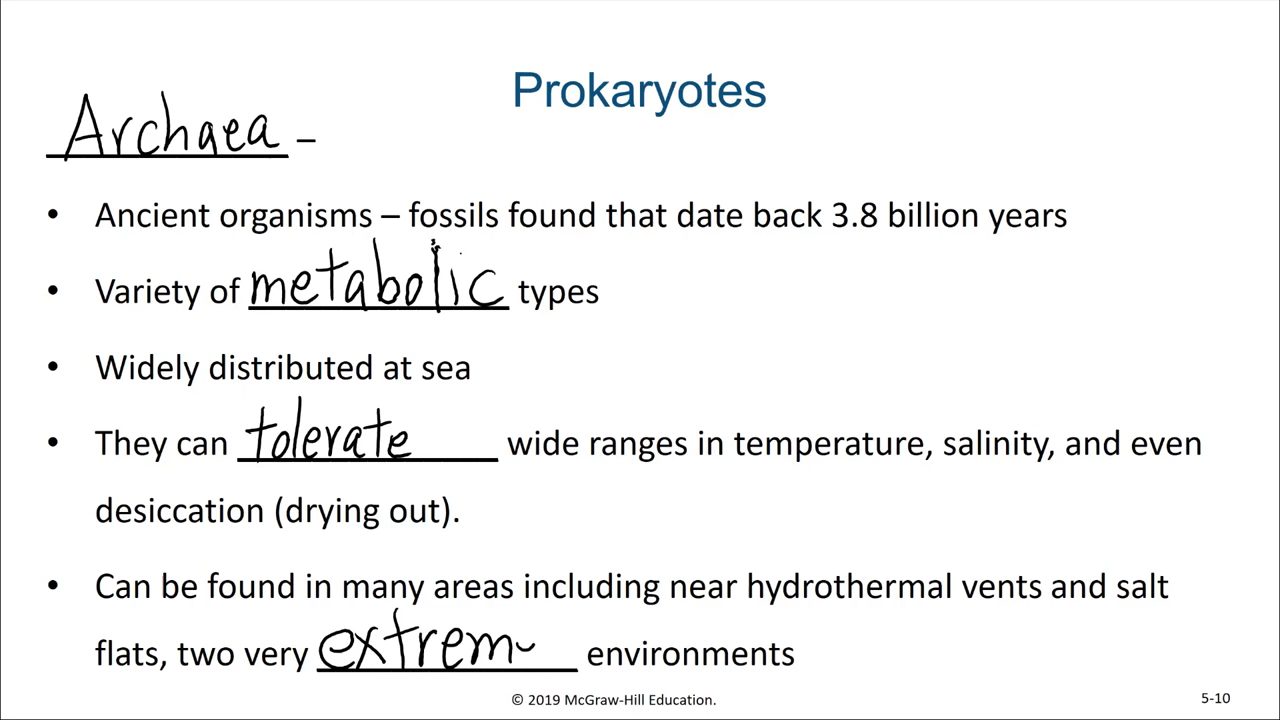 Prokaryotes
Archaea –
• Ancient organisms – fossils found that date back 3.8 billion years
• Variety of metabolic types
• Widely distributed at sea
• They can tolerate wide ranges in temperature, salinity, and even
desiccation (drying out).
• Can be found in many areas including near hydrothermal vents and salt
flats, two very extrem environments
© 2019 McGraw-Hill Education.
5-10